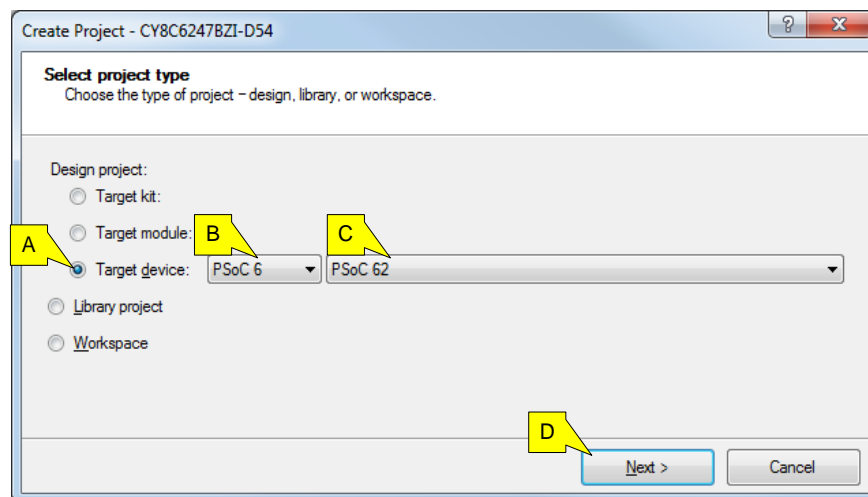 Create Project - CY8C6247BZI-D54
Select project type
Choose the type of project – design, library, or workspace.
Design project:
Target kit:
Target module:
B
C
A
Target device:
PSoC 6
PSoC 62
Library project
Workspace
D
Next >
Cancel